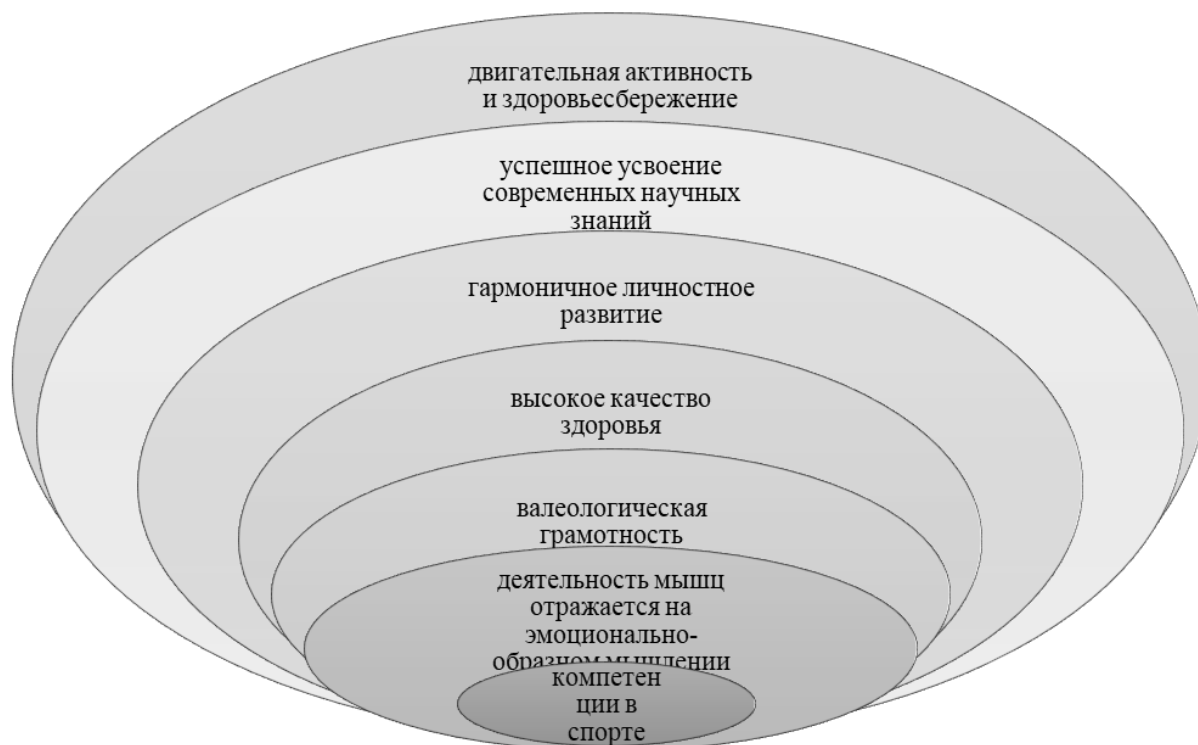 двигательная активность
и здоровьесбережение
успешное усвоение
современных научных
знаний
гармоничное личностное
развитие
высокое качество
здоровья
валеологическая
грамотность
деятельность мышц
отражается на
эмоционально-
образном мышлении
компетен
ции в
спорте